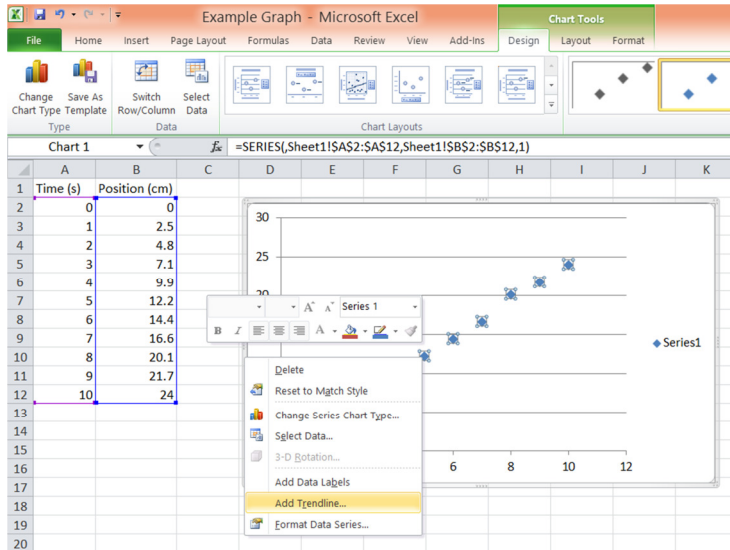 Example Graph - Microsoft Excel
Chart Tools
File Home Insert Page Layout Formulas Data Review View Add-Ins Design Layout Format
Change Chart Type
Save As Template
Switch Row/Column
Select Data
Type Data Chart Layouts
Chart 1 fx =SERIES(,Sheet1!$A$2:$A$12,Sheet1!$B$2:$B$12,1)
A B C D E F G H I J K
1 Time (s) Position (cm)
2 0 0
3 1 2.5
4 2 4.8
5 3 7.1
6 4 9.9
7 5 12.2
8 6 14.4
9 7 16.6
10 8 20.1
11 9 21.7
12 10 24
13
14
15
16
17
18
19
20
30
25
20
Series 1
B I A
Series1
Delete
Reset to Match Style
Change Series Chart Type...
Select Data...
3-D Rotation...
Add Data Labels
Add Trendline...
Format Data Series...
6 8 10 12